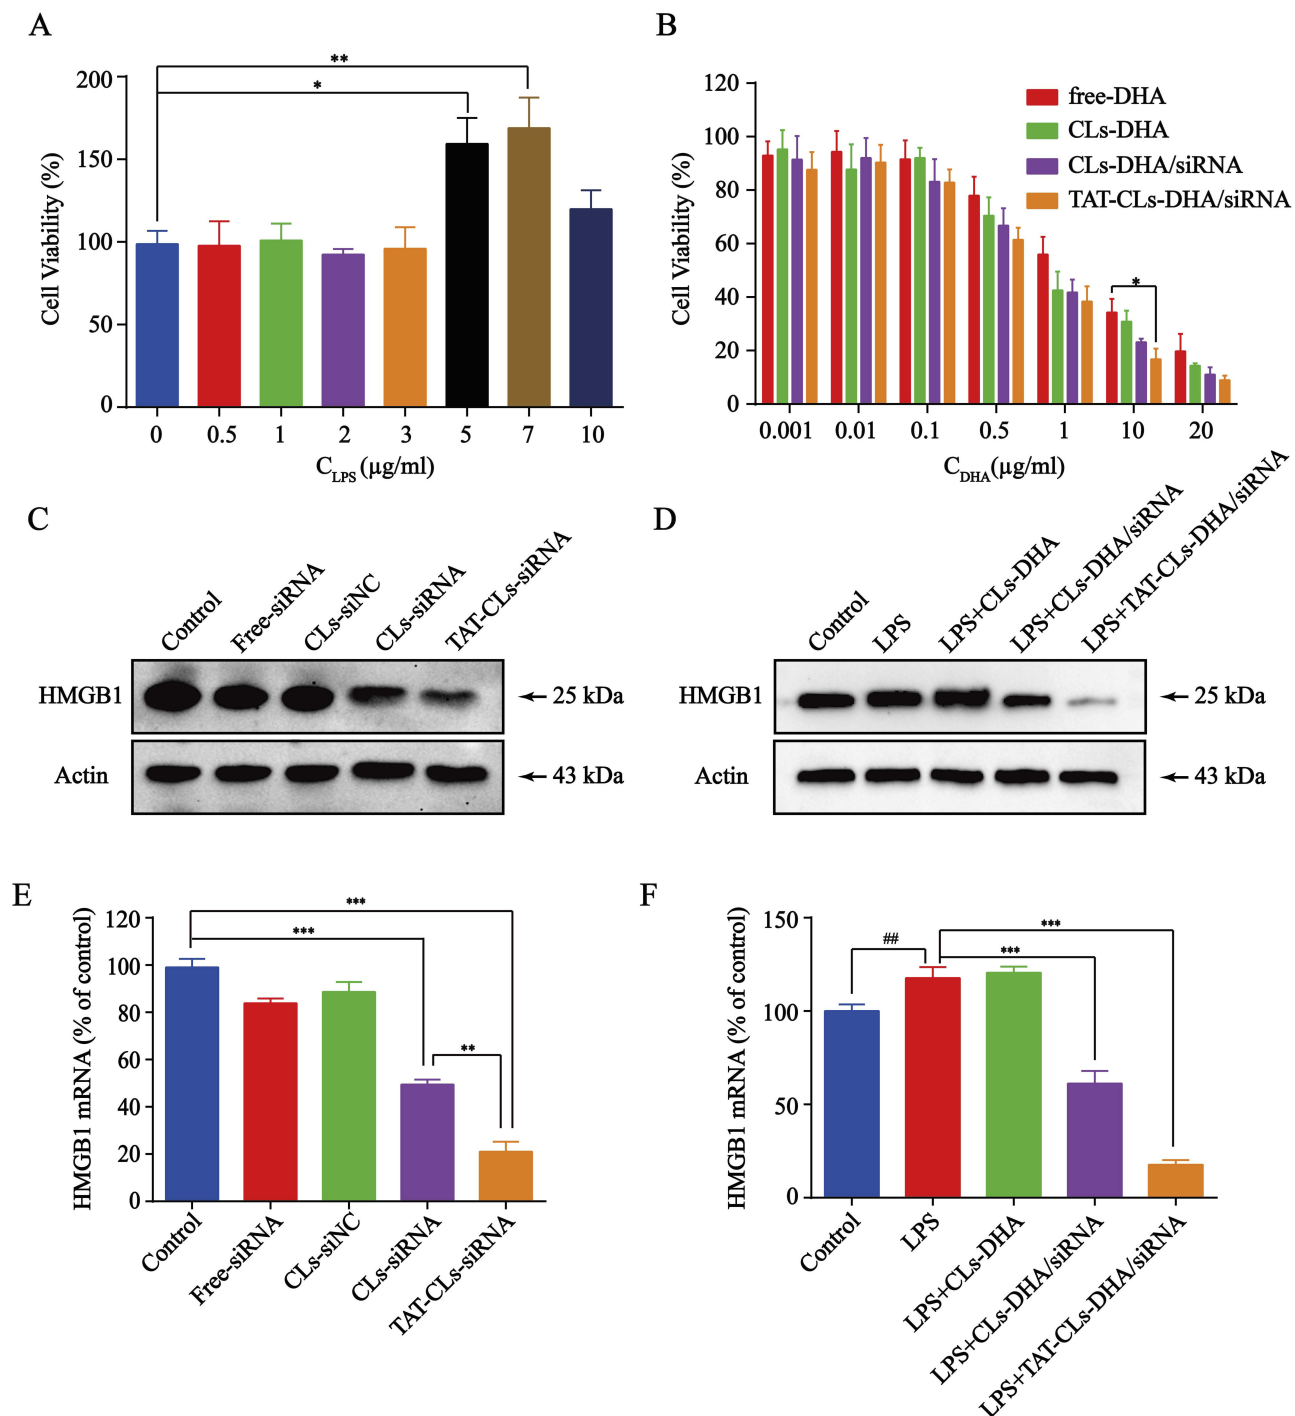 A
200
150
100
50
0
Cell Viability (%)
**
*
0 0.5 1 2 3 5 7 10
CLPS (µg/ml)
B
120
100
80
60
40
20
0
Cell Viability (%)
free-DHA
CLs-DHA
CLs-DHA/siRNA
TAT-CLs-DHA/siRNA
*
0.001 0.01 0.1 0.5 1 10 20
CDHA(µg/ml)
C
Control
Free-siRNA
CLs-siNC
CLs-siRNA
TAT-CLs-siRNA
HMGB1
← 25 kDa
Actin
← 43 kDa
D
Control
LPS
LPS+CLs-DHA
LPS+CLs-DHA/siRNA
LPS+TAT-CLs-DHA/siRNA
HMGB1
← 25 kDa
Actin
← 43 kDa
E
120
100
80
60
40
20
0
HMGB1 mRNA (% of control)
***
***
**
Control
Free-siRNA
CLs-siNC
CLs-siRNA
TAT-CLs-siRNA
F
150
100
50
0
HMGB1 mRNA (% of control)
##
***
***
Control
LPS
LPS+CLs-DHA
LPS+CLs-DHA/siRNA
LPS+TAT-CLs-DHA/siRNA